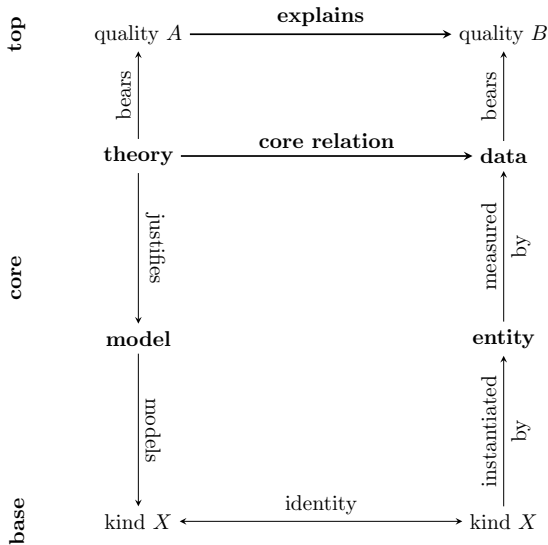 top
explains
quality A
quality B
bears
bears
core relation
theory
data
justifies
measured
by
core
model
entity
models
instantiated
by
base
identity
kind X
kind X